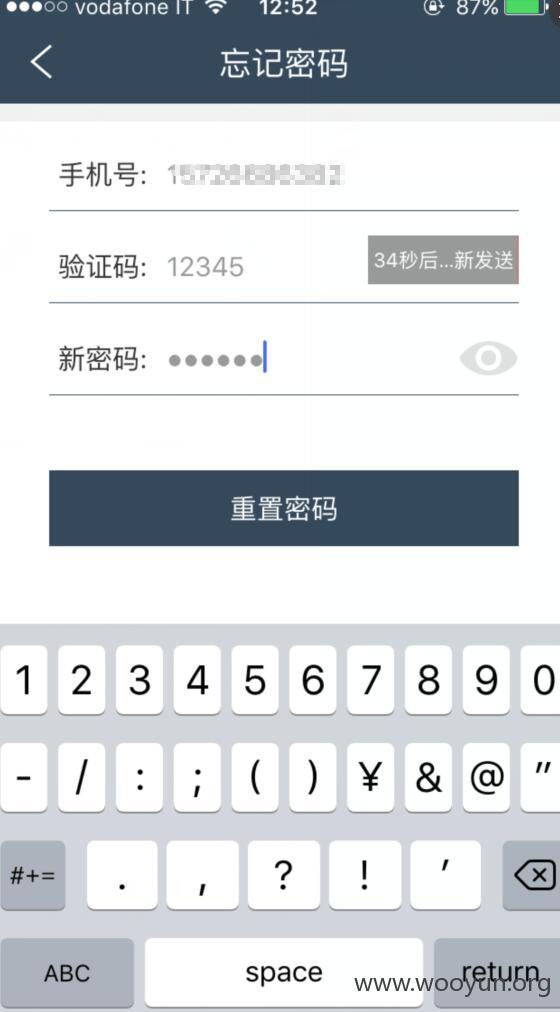 vodafone IT 12:52 87%
忘记密码
手机号:
验证码: 12345 34秒后...新发送
新密码: ●●●●●●
重置密码
1 2 3 4 5 6 7 8 9 0
- / : ; ( ) ¥ & @ "
#+= . , ? ! ’
ABC space return
www.wooyun.org